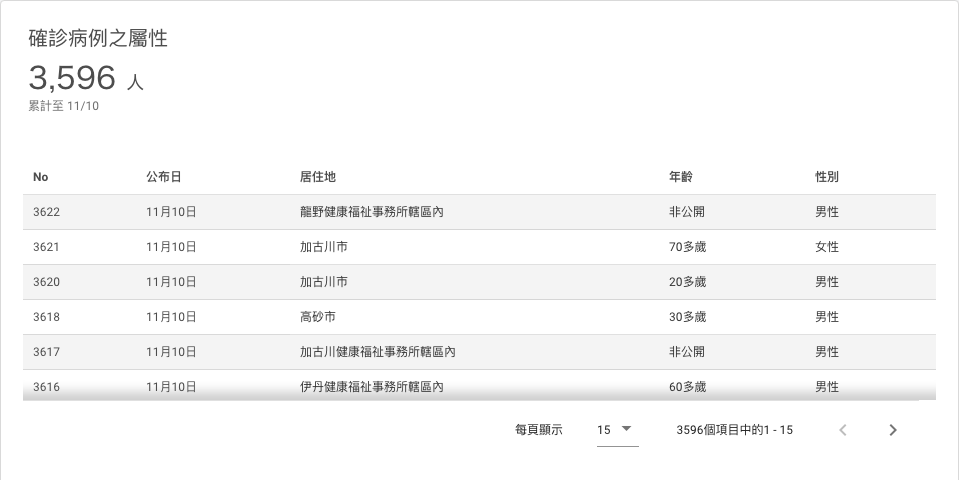 確診病例之屬性
3,596 人
累計至 11/10
No 公布日 居住地 年齡 性別
3622 11月10日 龍野健康福祉事務所轄區內 非公開 男性
3621 11月10日 加古川市 70多歲 女性
3620 11月10日 加古川市 20多歲 男性
3618 11月10日 高砂市 30多歲 男性
3617 11月10日 加古川健康福祉事務所轄區內 非公開 男性
3616 11月10日 伊丹健康福祉事務所轄區內 60多歲 男性
每頁顯示 15 3596個項目中的1 - 15